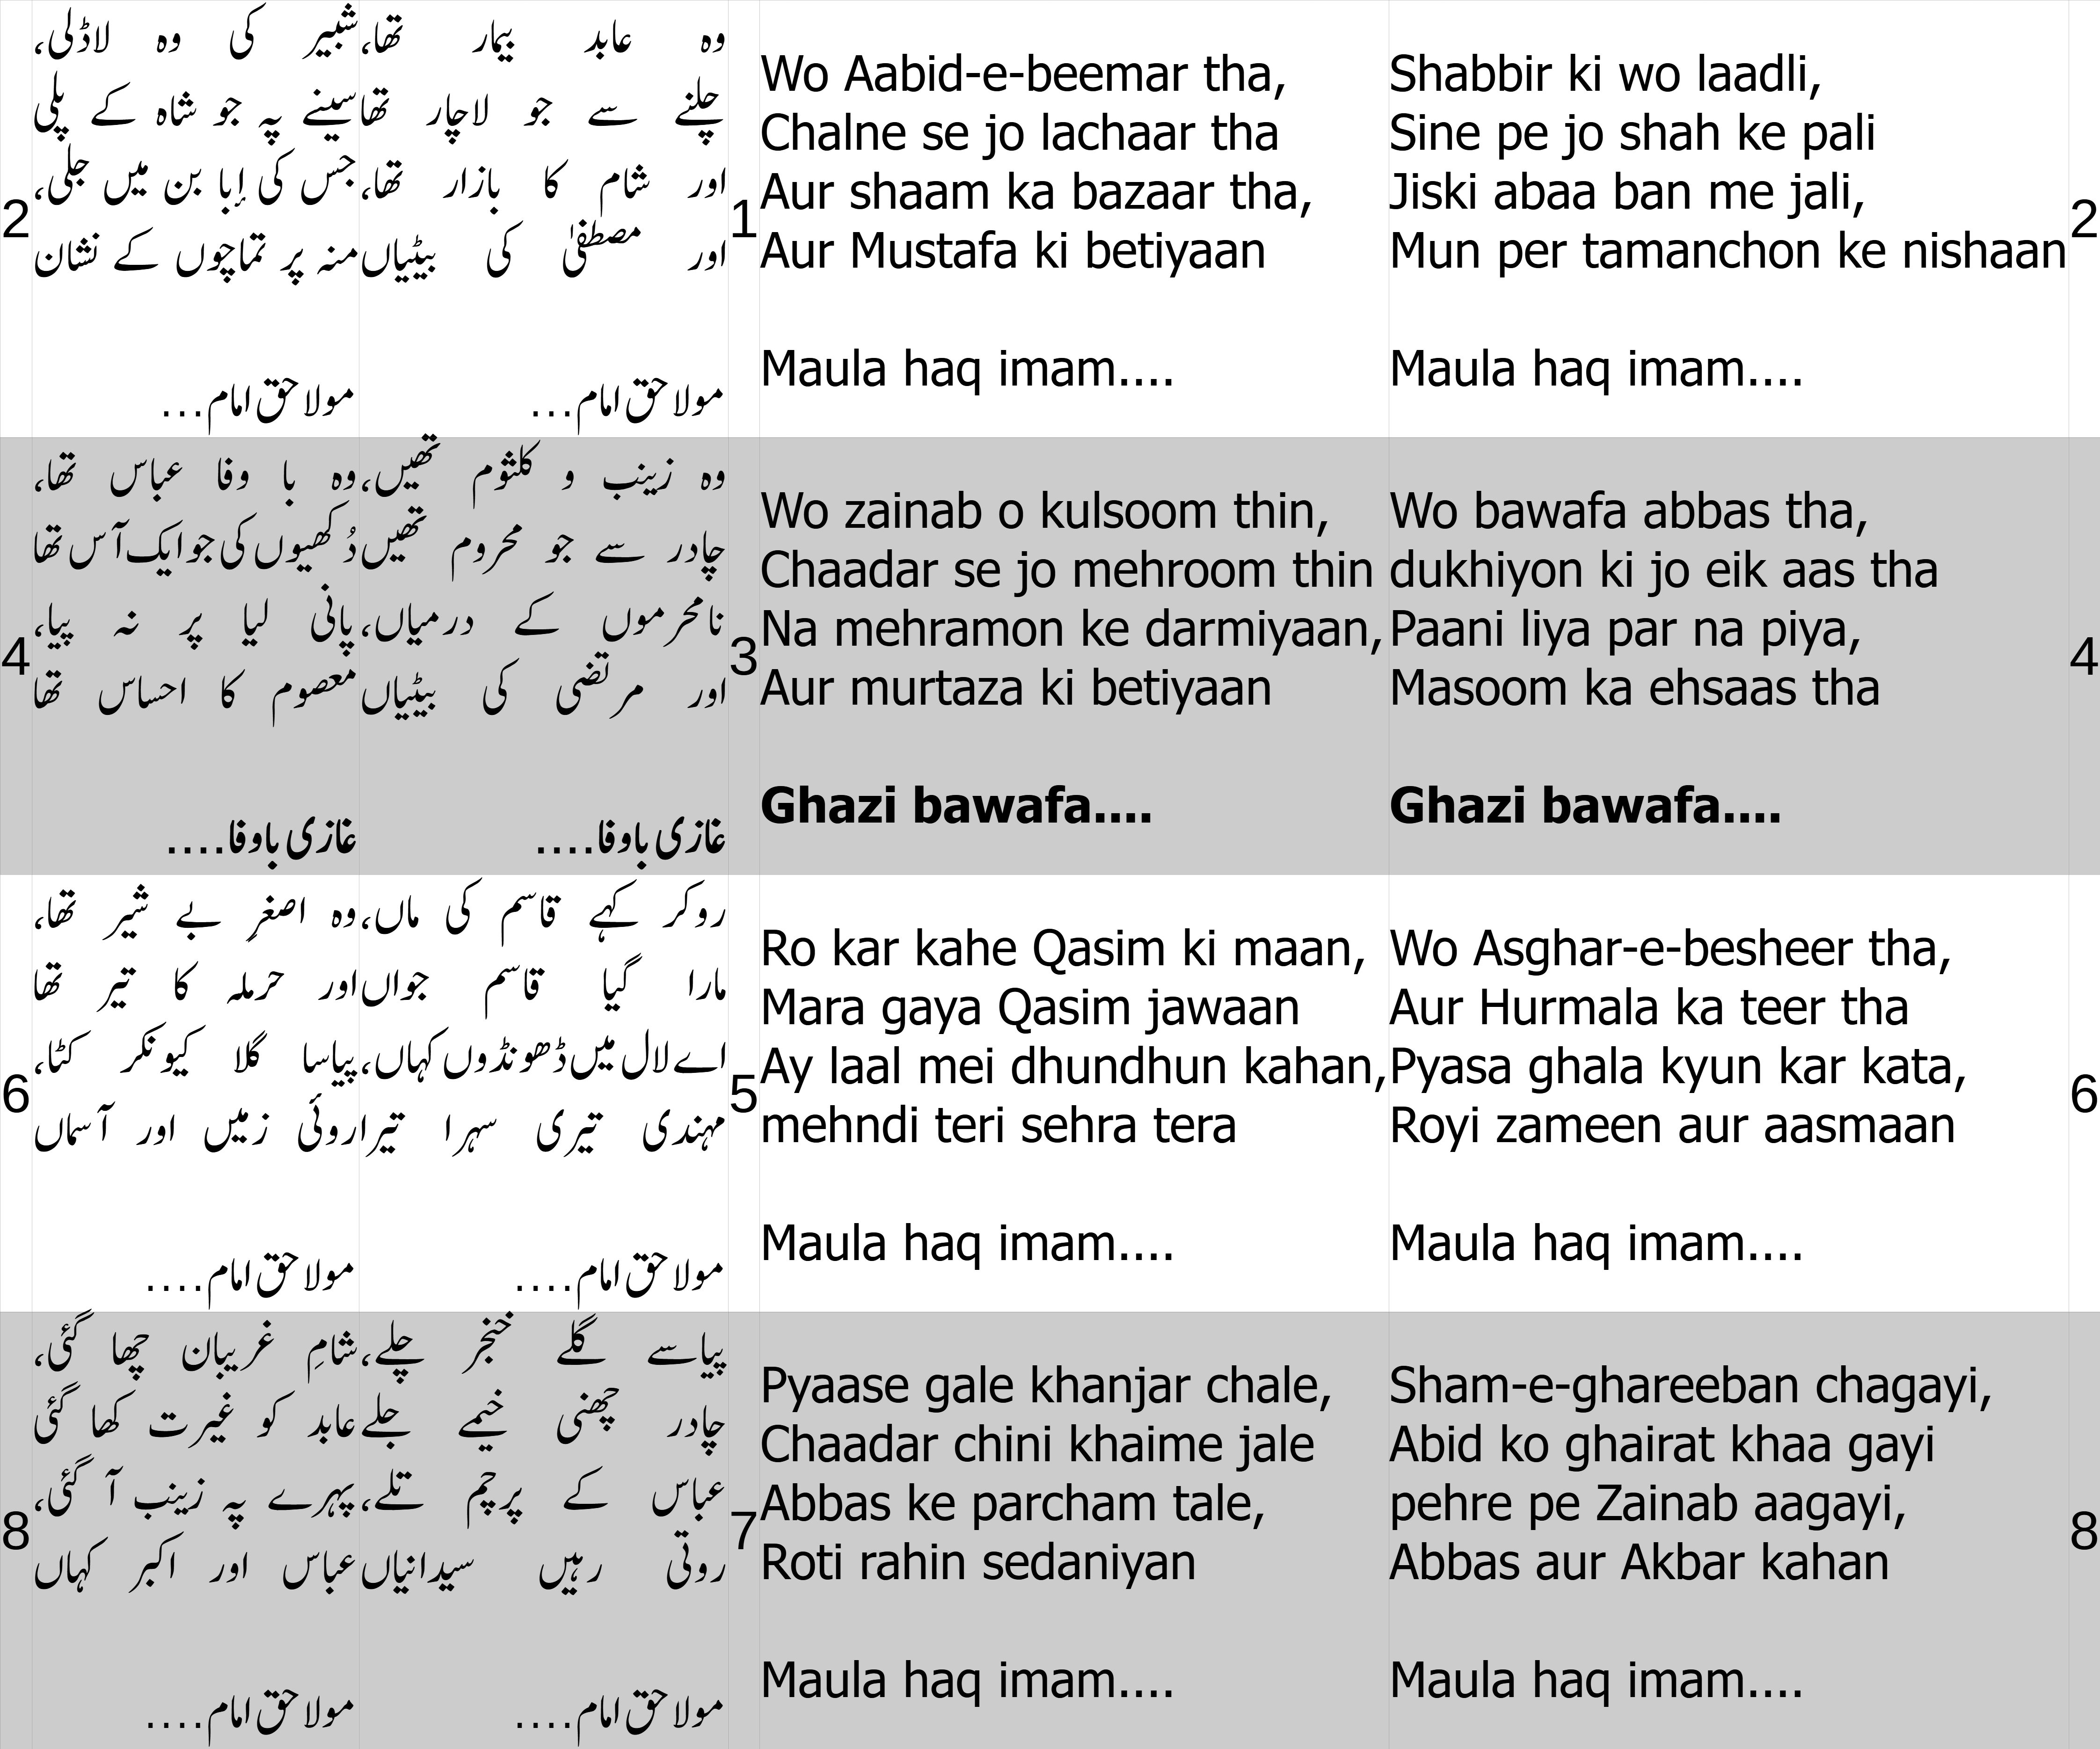 وہ عابد بیمار تھا،
چلنے سے جو لاچار تھا
اور شام کا بازار تھا،
اور مصطفیٰ کی بیٹیاں
مولا حق امام...
1
Wo Aabid-e-beemar tha,
Chalne se jo lachaar tha
Aur shaam ka bazaar tha,
Aur Mustafa ki betiyaan
Maula haq imam....
شبیر کی وہ لاڈلی،
سینے پہ جو شاہ کے پلی
جس کی اِبا بن میں جلی،
منہ پر تماچوں کے نشان
مولا حق امام...
2
Shabbir ki wo laadli,
Sine pe jo shah ke pali
Jiski abaa ban me jali,
Mun per tamanchon ke nishaan
Maula haq imam....
2
وہ زینب و کلثوم تھیں،
چادر سے جو محروم تھیں
نامحرموں کے درمیاں،
اور مرتضی کی بیٹیاں
غازی باوفا....
3
Wo zainab o kulsoom thin,
Chaadar se jo mehroom thin
Na mehramon ke darmiyaan,
Aur murtaza ki betiyaan
Ghazi bawafa....
وہ با وفا عباس تھا،
دُکھیوں کی جو ایک آس تھا
پانی لیا پر نہ پیا،
معصوم کا احساس تھا
غازی باوفا....
4
Wo bawafa abbas tha,
dukhiyon ki jo eik aas tha
Paani liya par na piya,
Masoom ka ehsaas tha
Ghazi bawafa....
4
روکر کہے قاسم کی ماں،
مارا گیا قاسم جواں
اے لال میں ڈھونڈوں کہاں،
مہندی تیری سہرا تیرا
مولا حق امام....
5
Ro kar kahe Qasim ki maan,
Mara gaya Qasim jawaan
Ay laal mei dhundhun kahan,
mehndi teri sehra tera
Maula haq imam....
وہ اصغرِ بے شیر تھا،
اور حرملہ کا تیر تھا
پیاسا گلا کیونکر کٹا،
روئی زمیں اور آسماں
مولا حق امام....
6
Wo Asghar-e-besheer tha,
Aur Hurmala ka teer tha
Pyasa ghala kyun kar kata,
Royi zameen aur aasmaan
Maula haq imam....
6
پیاسے گلے خنجر چلے،
چادر چھنی خیمے جلے
عباس کے پرچم تلے،
روتی رہیں سیدانیاں
مولا حق امام....
7
Pyaase gale khanjar chale,
Chaadar chini khaime jale
Abbas ke parcham tale,
Roti rahin sedaniyan
Maula haq imam....
شامِ غریبان چھا گئی،
عابد کو غیرت کھا گئی
پہرے پہ زینب آ گئی،
عباس اور اکبر کہاں
مولا حق امام....
8
Sham-e-ghareeban chagayi,
Abid ko ghairat khaa gayi
pehre pe Zainab aagayi,
Abbas aur Akbar kahan
Maula haq imam....
8